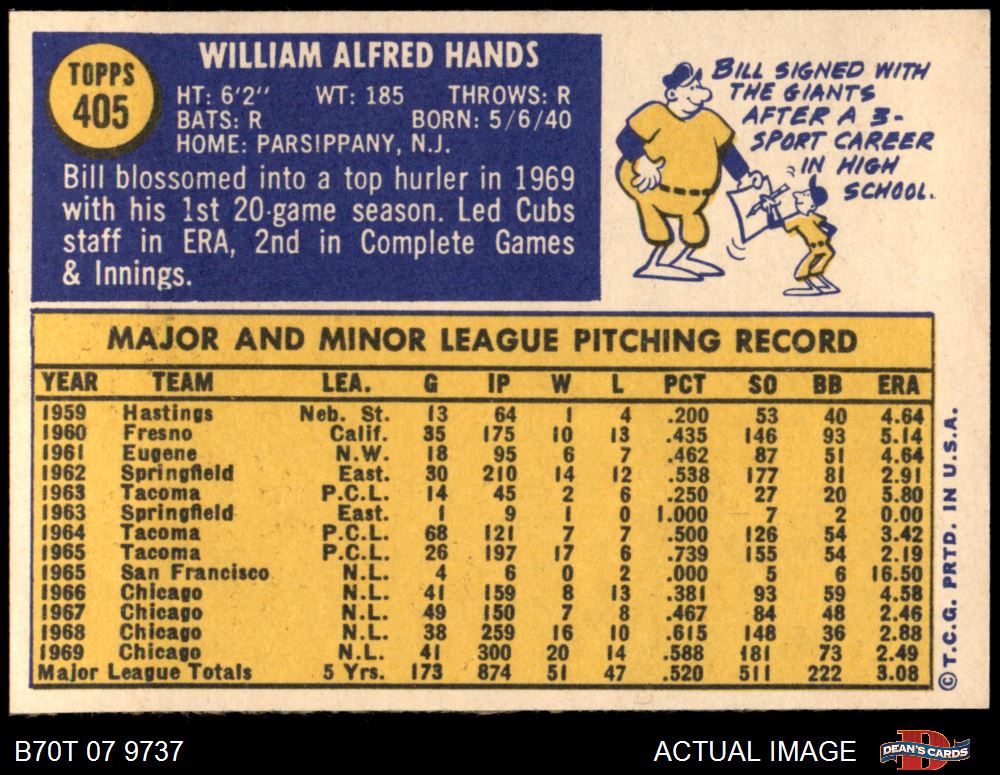 TOPPS
405
WILLIAM ALFRED HANDS
HT: 6'2" WT: 185 THROWS: R
BATS: R BORN: 5/6/40
HOME: PARSIPPANY, N.J.
Bill blossomed into a top hurler in 1969
with his 1st 20-game season. Led Cubs
staff in ERA, 2nd in Complete Games
& Innings.
BILL SIGNED WITH
THE GIANTS
AFTER A 3-
SPORT CAREER
IN HIGH
SCHOOL.
MAJOR AND MINOR LEAGUE PITCHING RECORD
YEAR TEAM LEA. G IP W L PCT SO BB ERA
1959 Hastings Neb. St. 13 64 1 4 .200 53 40 4.64
1960 Fresno Calif. 35 175 10 13 .435 146 93 5.14
1961 Eugene N.W. 18 95 6 7 .462 87 51 4.64
1962 Springfield East. 30 210 14 12 .538 177 81 2.91
1963 Tacoma P.C.L. 14 45 2 6 .250 27 20 5.80
1963 Springfield East. 1 9 1 0 1.000 7 2 0.00
1964 Tacoma P.C.L. 68 121 7 7 .500 126 54 3.42
1965 Tacoma P.C.L. 26 197 17 6 .739 155 54 2.19
1965 San Francisco N.L. 4 6 0 2 .000 5 6 16.50
1966 Chicago N.L. 41 159 8 13 .381 93 59 4.58
1967 Chicago N.L. 49 150 7 8 .467 84 48 2.46
1968 Chicago N.L. 38 259 16 10 .615 148 36 2.88
1969 Chicago N.L. 41 300 20 14 .588 181 73 2.49
Major League Totals 5 Yrs. 173 874 51 47 .520 511 222 3.08
©T.C.G. PRTD. IN U.S.A.
B70T 07 9737
ACTUAL IMAGE
DEAN'S CARDS